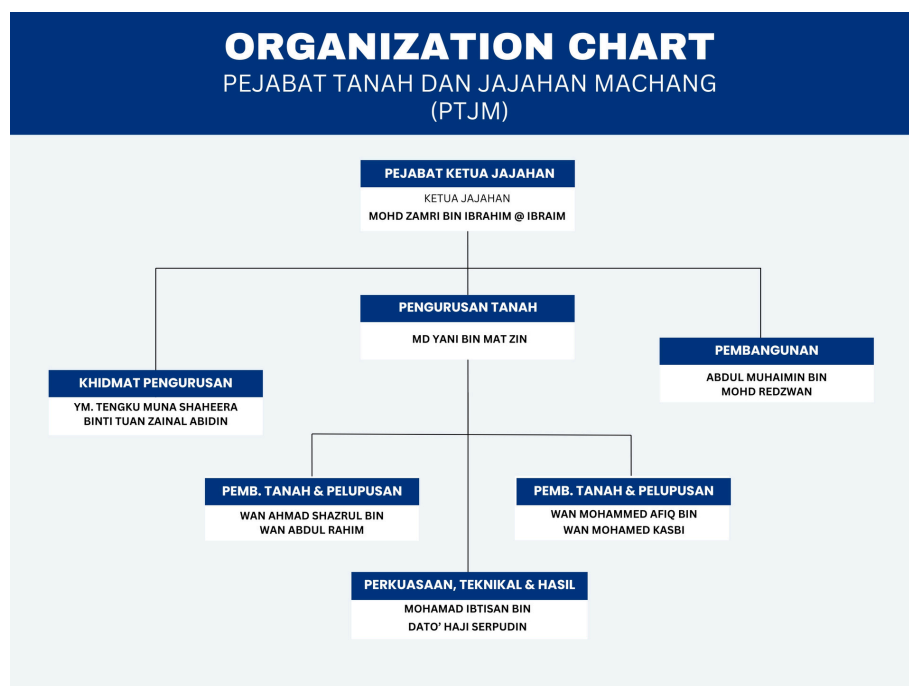 ORGANIZATION CHART
PEJABAT TANAH DAN JAJAHAN MACHANG
(PTJM)
PEJABAT KETUA JAJAHAN
KETUA JAJAHAN
MOHD ZAMRI BIN IBRAHIM @ IBRAIM
PENGURUSAN TANAH
MD YANI BIN MAT ZIN
PEMBANGUNAN
ABDUL MUHAIMIN BIN
MOHD REDZWAN
KHIDMAT PENGURUSAN
YM. TENGKU MUNA SHAHEERA
BINTI TUAN ZAINAL ABIDIN
PEMB. TANAH & PELUPUSAN
WAN AHMAD SHAZRUL BIN
WAN ABDUL RAHIM
PEMB. TANAH & PELUPUSAN
WAN MOHAMMED AFIQ BIN
WAN MOHAMED KASBI
PERKUASAAN, TEKNIKAL & HASIL
MOHAMAD IBTISAN BIN
DATO' HAJI SERPUDIN